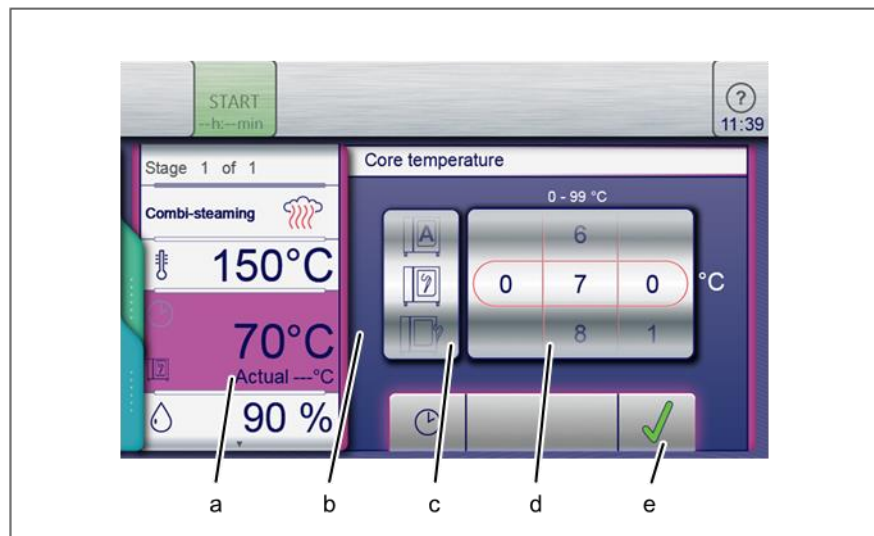 START
--h:--min
?
11:39
Stage 1 of 1
Core temperature
Combi-steaming
0 - 99 °C
A
150°C
6
0 7 0 °C
8 1
70°C
Actual ---°C
90 %
a b c d e